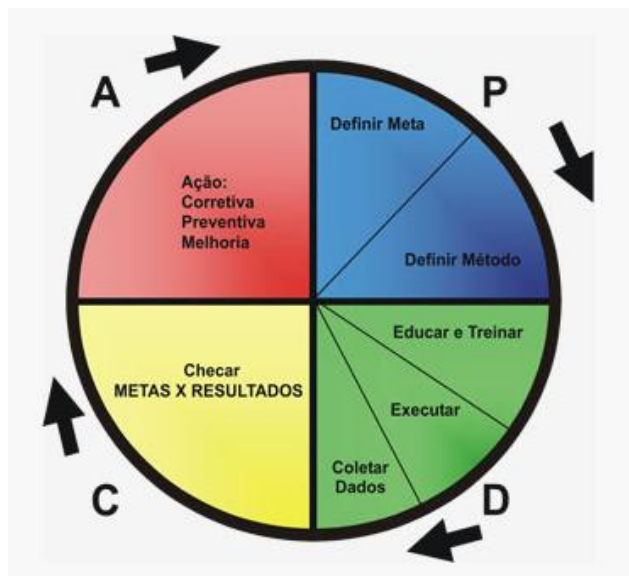 A
P
Definir Meta
Ação:
Corretiva
Preventiva
Melhoria
Definir Método
Educar e Treinar
Checar
METAS X RESULTADOS
Executar
Coletar
Dados
C
D